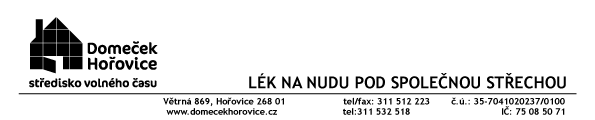 Domeček
Hořovice
středisko volného času
LÉK NA NUDU POD SPOLEČNOU STŘECHOU
Větrná 869, Hořovice 268 01 tel/fax: 311 512 223 č.ú.: 35-7041020237/0100
www.domecekhorovice.cz tel:311 532 518 IČ: 75 08 50 71